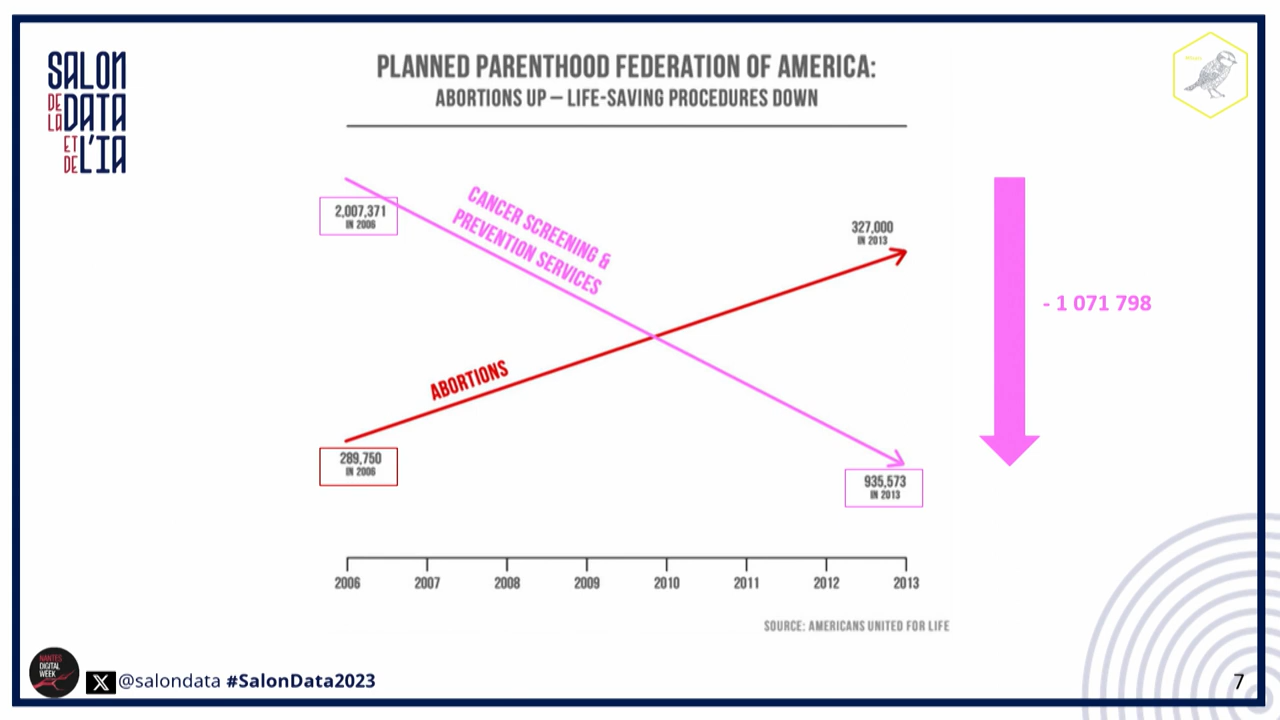 SALON
DE LA DATA
ET DE L'IA
PLANNED PARENTHOOD FEDERATION OF AMERICA:
ABORTIONS UP – LIFE-SAVING PROCEDURES DOWN
2,007,371
IN 2006
CANCER SCREENING &
PREVENTION SERVICES
327,000
IN 2013
- 1 071 798
ABORTIONS
289,750
IN 2006
935,573
IN 2013
2006 2007 2008 2009 2010 2011 2012 2013
SOURCE: AMERICANS UNITED FOR LIFE
NANTES
DIGITAL
WEEK
X @salondata #SalonData2023
7